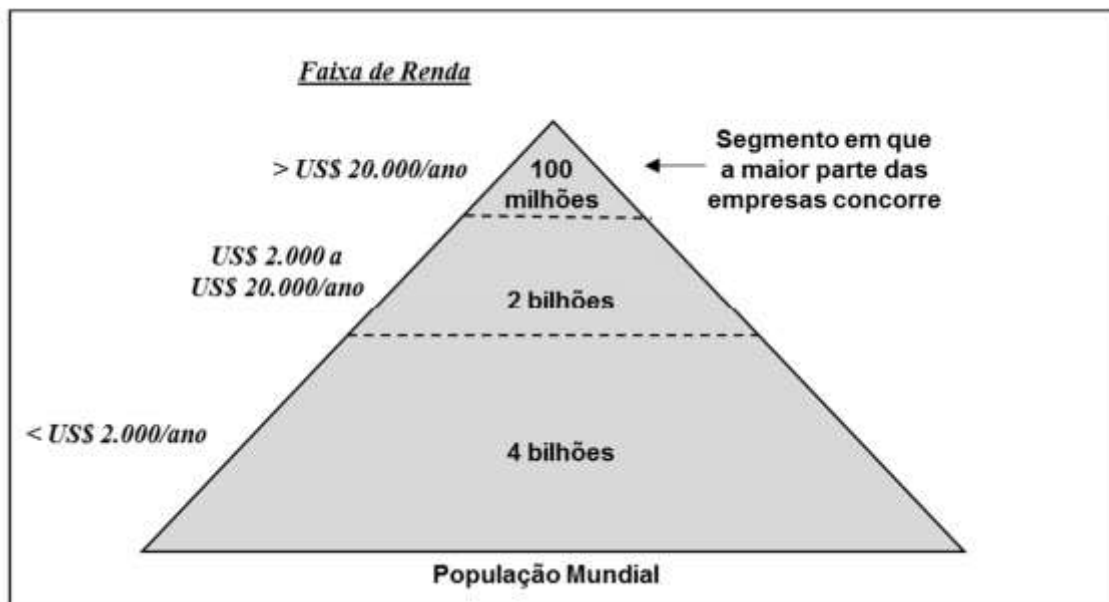 Faixa de Renda
> US$ 20.000/ano
100
milhões
Segmento em que
a maior parte das
empresas concorre
US$ 2.000 a
US$ 20.000/ano
2 bilhões
< US$ 2.000/ano
4 bilhões
População Mundial